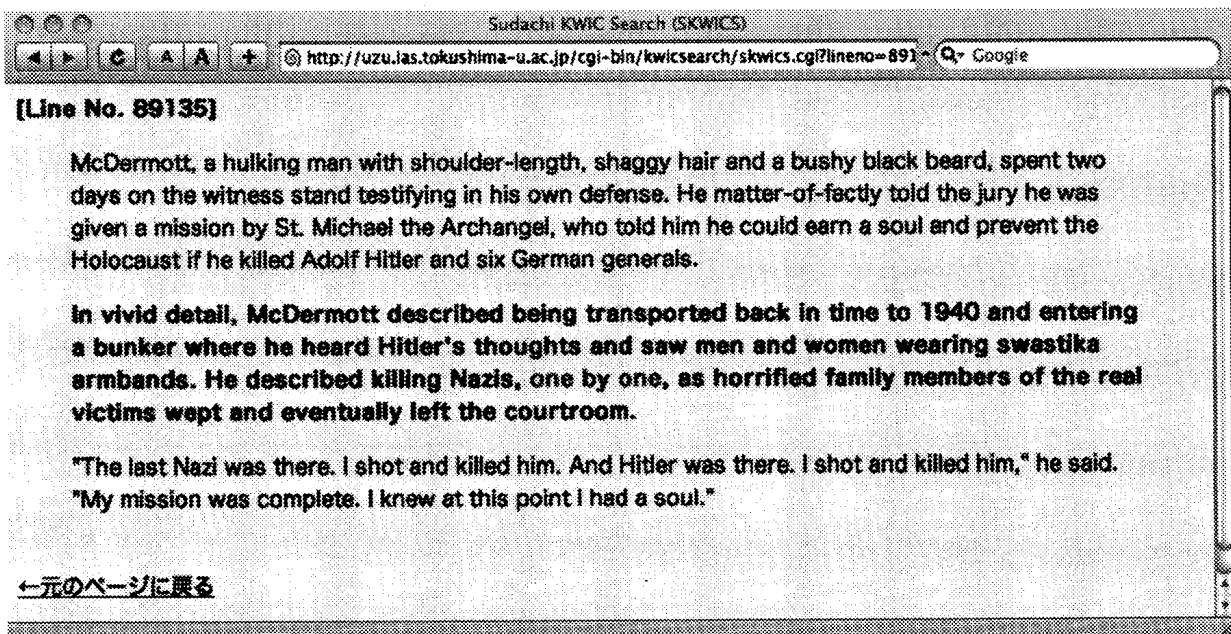 Sudachi KWIC Search (SKWICS)
A A + http://uzu.ias.tokushima-u.ac.jp/cgi-bin/kwicsearch/skwics.cgi?lineno=891 Google
[Line No. 89135]
McDermott, a hulking man with shoulder-length, shaggy hair and a bushy black beard, spent two
days on the witness stand testifying in his own defense. He matter-of-factly told the jury he was
given a mission by St. Michael the Archangel, who told him he could earn a soul and prevent the
Holocaust if he killed Adolf Hitler and six German generals.
In vivid detail, McDermott described being transported back in time to 1940 and entering
a bunker where he heard Hitler's thoughts and saw men and women wearing swastika
armbands. He described killing Nazis, one by one, as horrified family members of the real
victims wept and eventually left the courtroom.
"The last Nazi was there. I shot and killed him. And Hitler was there. I shot and killed him," he said.
"My mission was complete. I knew at this point I had a soul."
←元のページに戻る